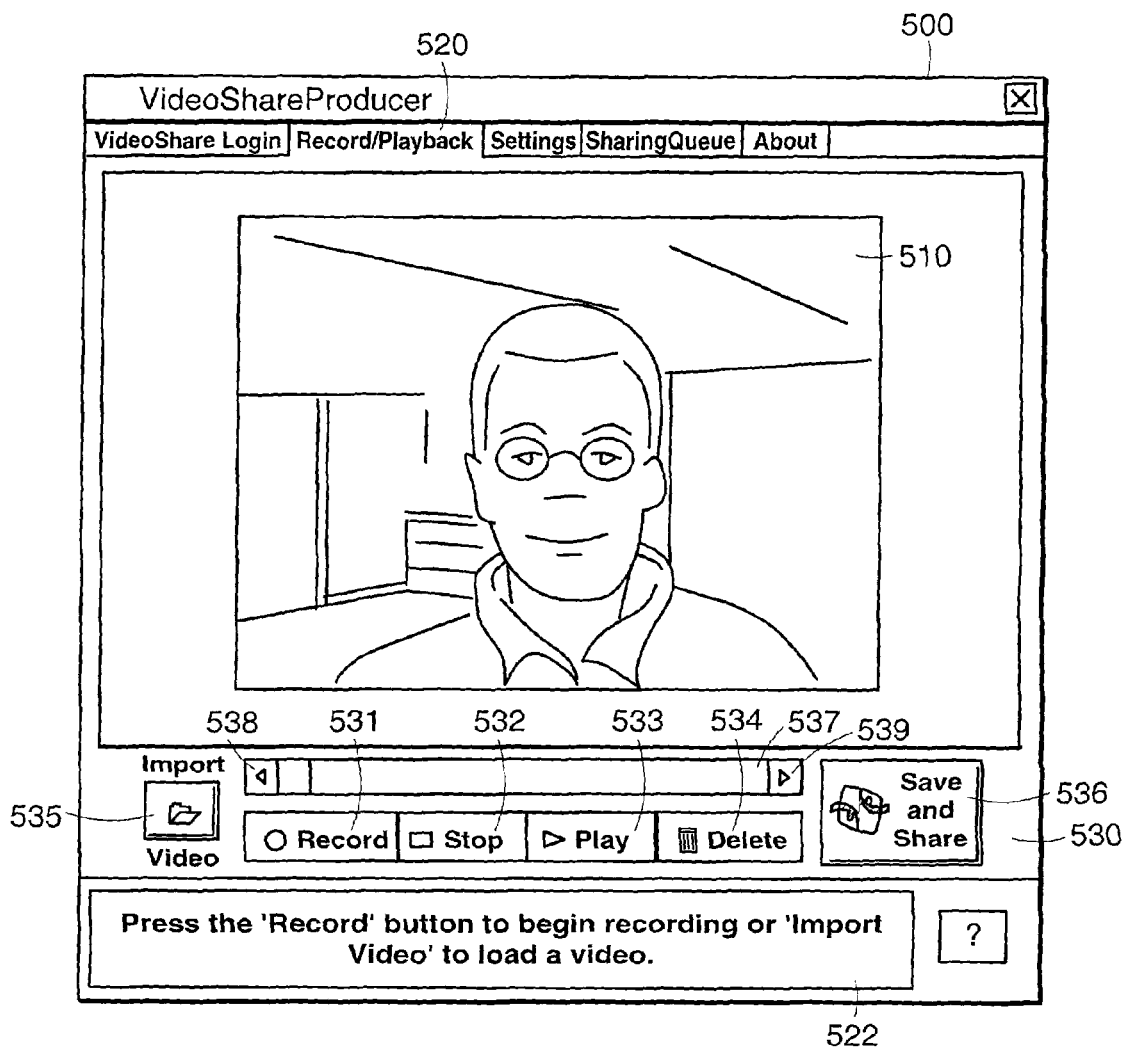 500
520
VideoShareProducer
VideoShare Login Record/Playback Settings SharingQueue About
510
538 531 532 533 534 537 539
Import
Video
535
Record Stop Play Delete
Save
and
Share
536
530
Press the 'Record' button to begin recording or 'Import
Video' to load a video.
?
522